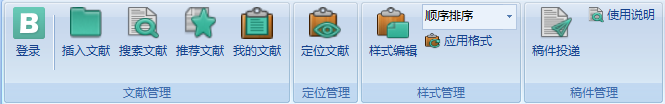 B
登录
插入文献
搜索文献
推荐文献
我的文献
文献管理
定位文献
定位管理
样式编辑
顺序排序
应用格式
样式管理
稿件投递
使用说明
稿件管理